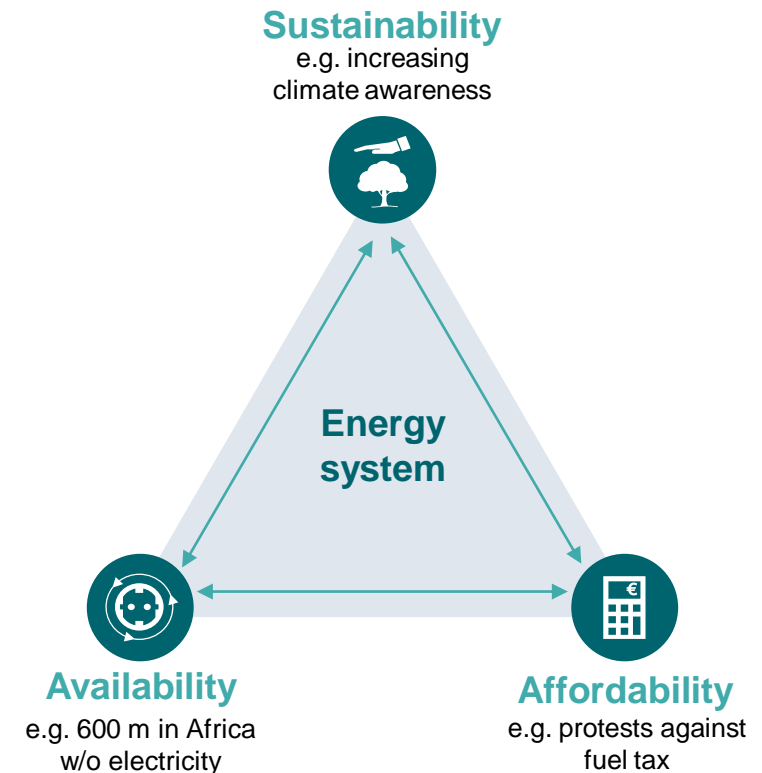 Sustainability
e.g. increasing
climate awareness
Energy
system
€
Availability
e.g. 600 m in Africa
w/o electricity
Affordability
e.g. protests against
fuel tax